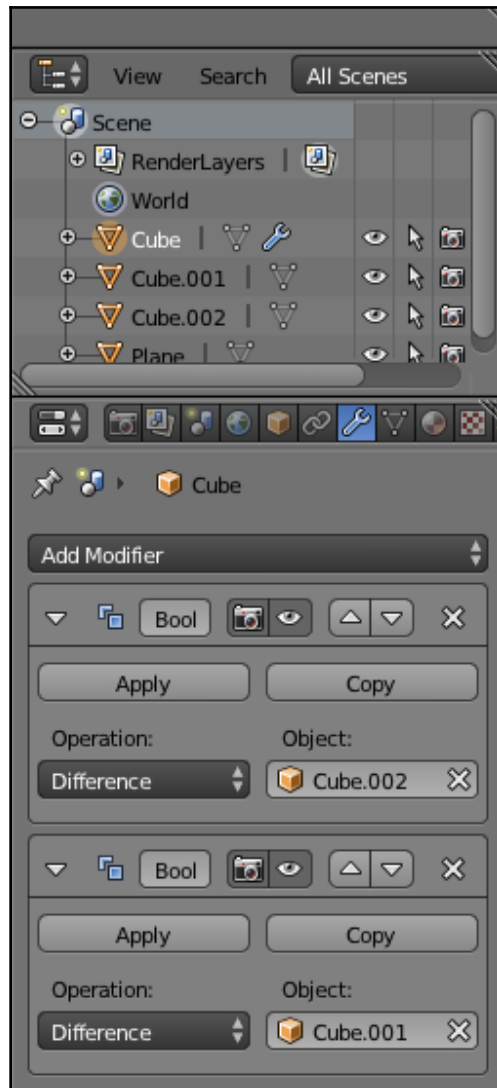 View Search All Scenes
Scene
RenderLayers |
World
Cube |
Cube.001 |
Cube.002 |
Plane |
Cube
Add Modifier
Bool
Apply Copy
Operation: Object:
Difference Cube.002
Bool
Apply Copy
Operation: Object:
Difference Cube.001